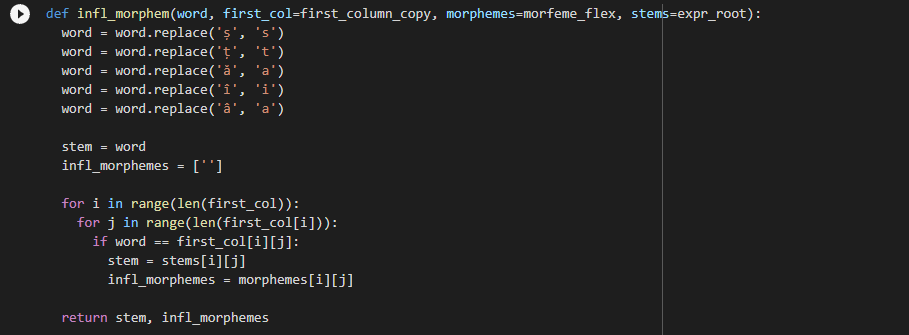 def infl_morphem(word, first_col=first_column_copy, morphemes=morfeme_flex, stems=expr_root):
  word = word.replace('ș', 's')
  word = word.replace('ț', 't')
  word = word.replace('ă', 'a')
  word = word.replace('î', 'i')
  word = word.replace('â', 'a')

  stem = word
  infl_morphemes = ['']

  for i in range(len(first_col)):
    for j in range(len(first_col[i])):
      if word == first_col[i][j]:
        stem = stems[i][j]
        infl_morphemes = morphemes[i][j]

  return stem, infl_morphemes